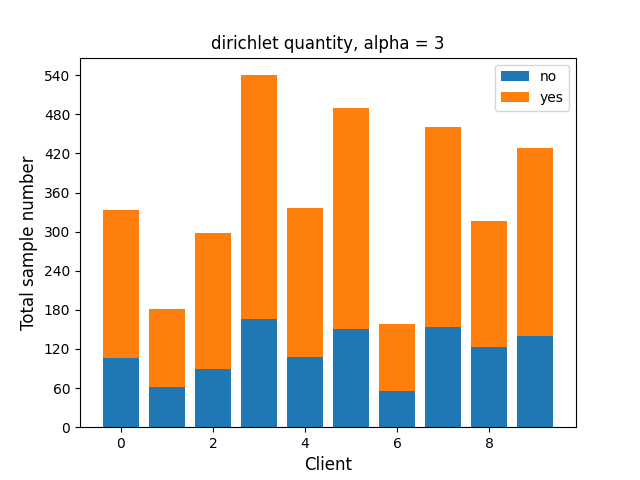 dirichlet quantity, alpha = 3
no
yes
Total sample number
540
480
420
360
300
240
180
120
60
0
0 2 4 6 8
Client